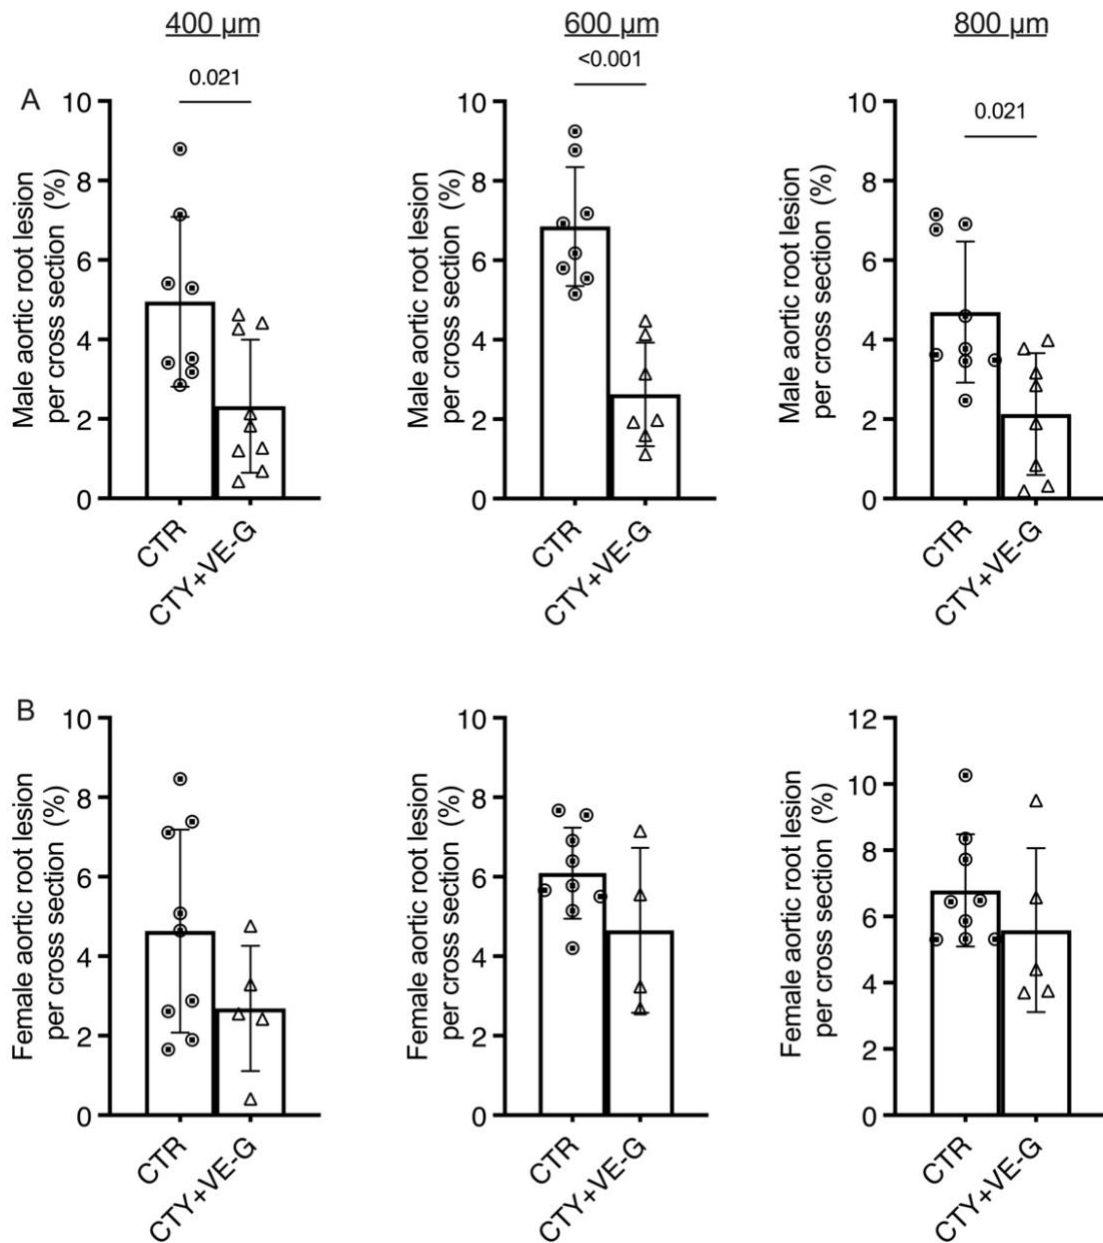 400 µm
600 µm
800 µm
A
0.021
<0.001
0.021
Male aortic root lesion
per cross section (%)
10
8
6
4
2
0
CTR
CTY+VE-G
Male aortic root lesion
per cross section (%)
10
8
6
4
2
0
CTR
CTY+VE-G
Male aortic root lesion
per cross section (%)
10
8
6
4
2
0
CTR
CTY+VE-G
B
Female aortic root lesion
per cross section (%)
10
8
6
4
2
0
CTR
CTY+VE-G
Female aortic root lesion
per cross section (%)
10
8
6
4
2
0
CTR
CTY+VE-G
Female aortic root lesion
per cross section (%)
12
10
8
6
4
2
0
CTR
CTY+VE-G